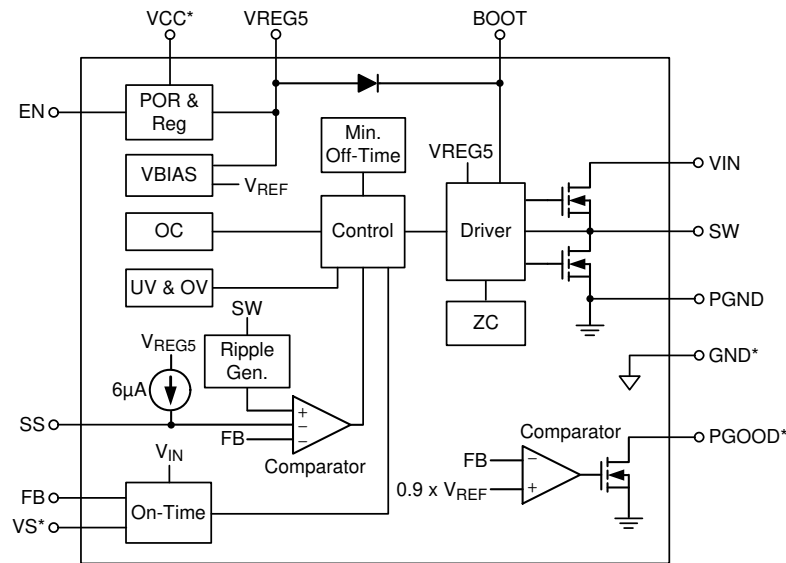 VCC*
VREG5
BOOT
EN
POR &
Reg
Min.
Off-Time
VREG5
VIN
VBIAS
VREF
OC
Control
Driver
SW
UV & OV
PGND
SW
ZC
VREG5
Ripple
Gen.
GND*
6µA
+
−
−
SS
FB
Comparator
Comparator
PGOOD*
VIN
FB
−
0.9 x VREF
+
FB
On-Time
VS*